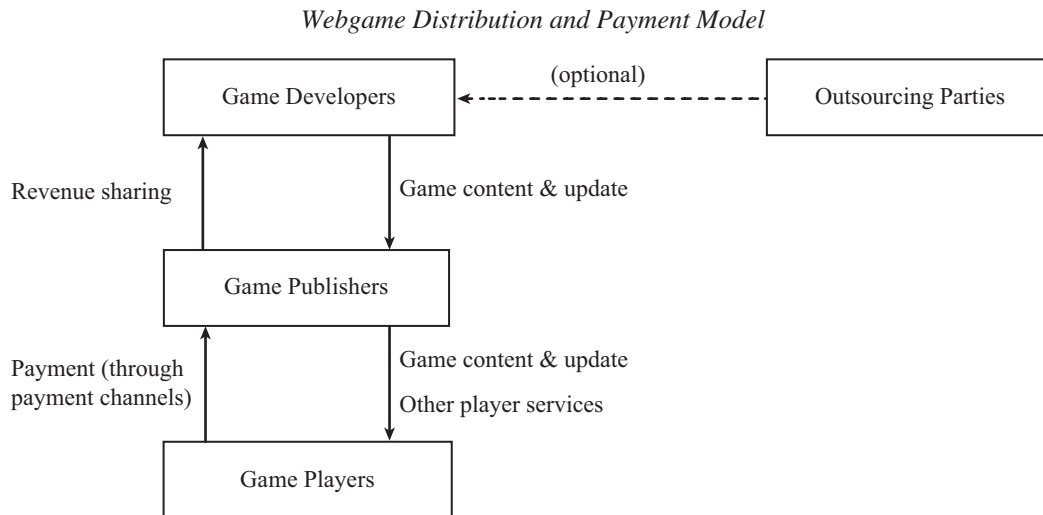 Webgame Distribution and Payment Model
(optional)
Game Developers
Outsourcing Parties
Revenue sharing
Game content & update
Game Publishers
Payment (through
payment channels)
Game content & update
Other player services
Game Players